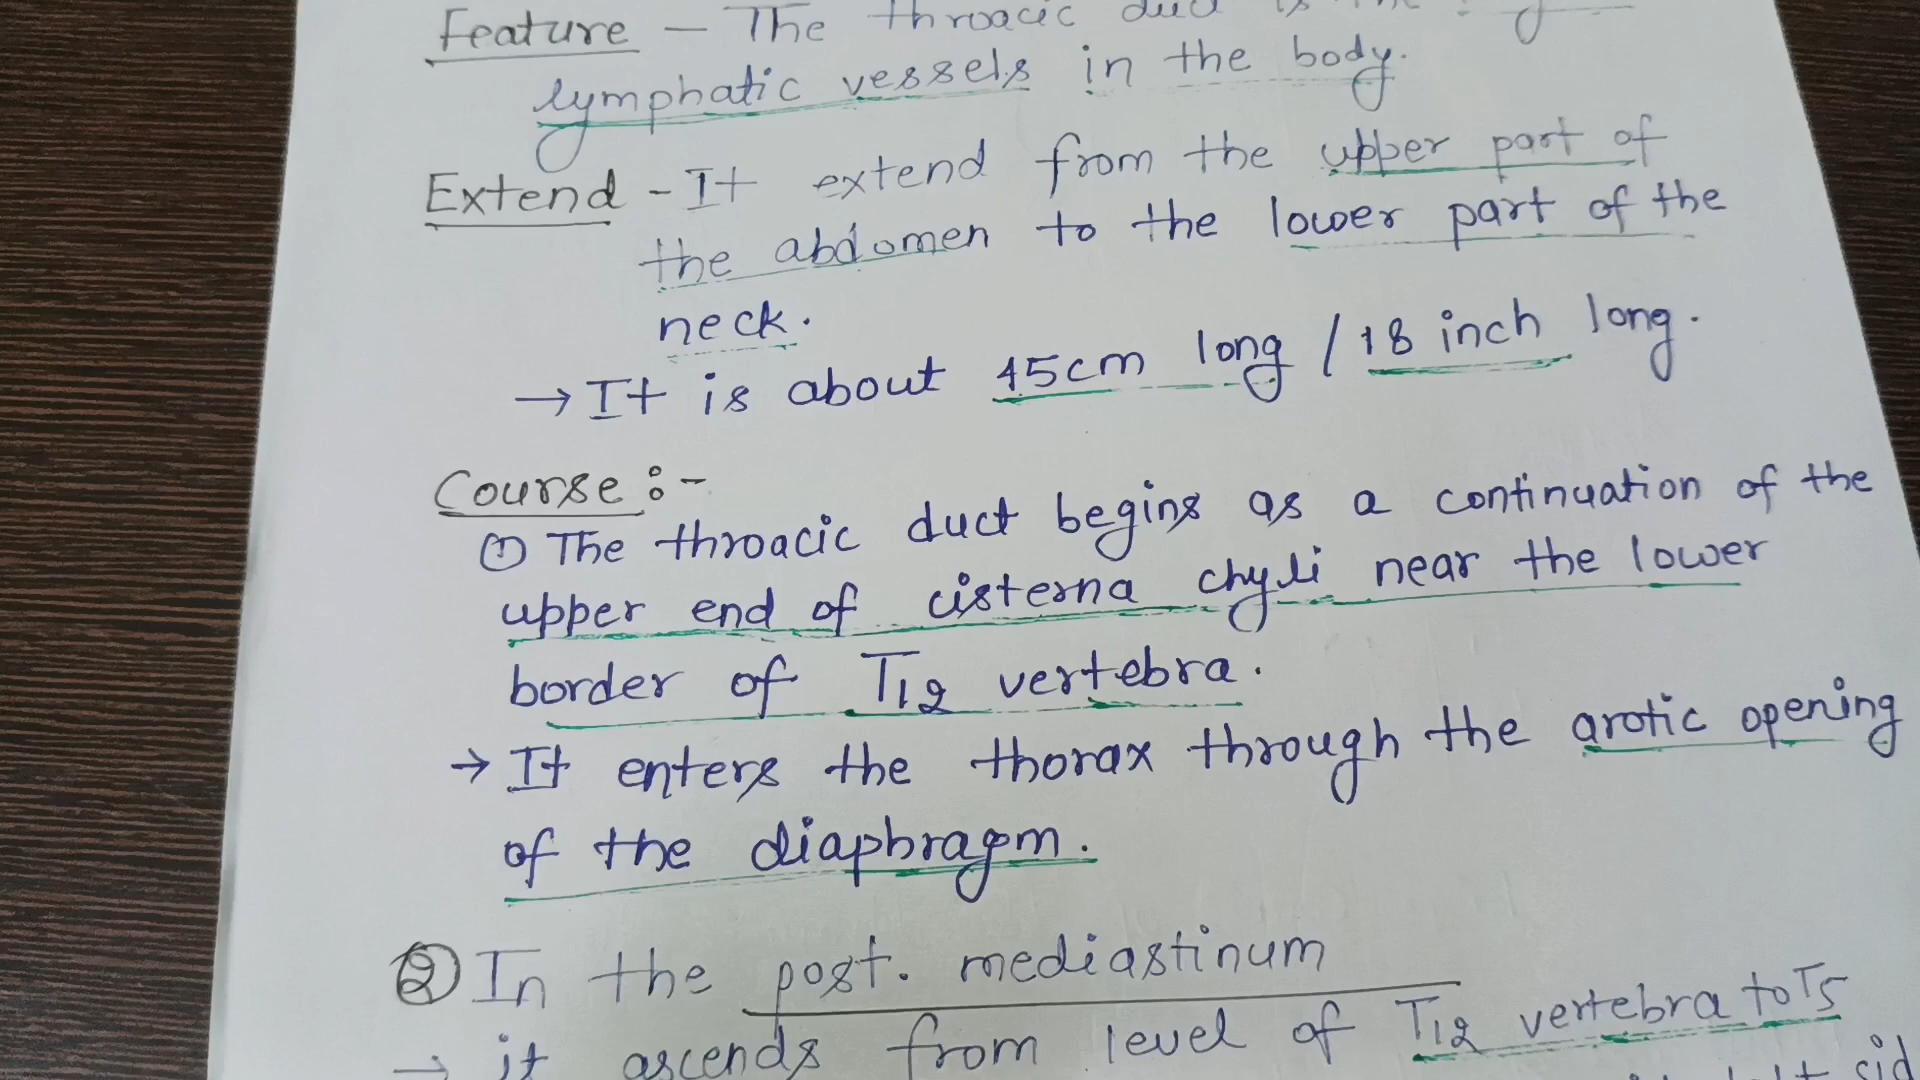 Feature - The throacic duct is the
lymphatic vessels in the body.
Extend - It extend from the upper part of
the abdomen to the lower part of the
neck.
→ It is about 45cm long / 18 inch long.
Course :-
① The throacic duct begins as a continuation of the
upper end of cisterna chyli near the lower
border of T12 vertebra.
→ It enters the thorax through the arotic opening
of the diaphragm.
② In the post. mediastinum
→ it ascends from level of T12 vertebra to T5